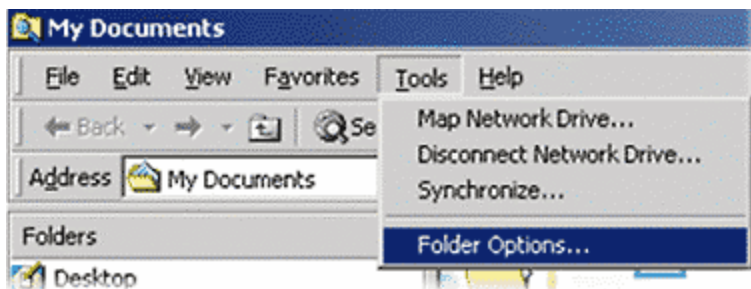 My Documents
File Edit View Favorites Tools Help
Back Se
Map Network Drive...
Disconnect Network Drive...
Synchronize...
Folder Options...
Address My Documents
Folders
Desktop